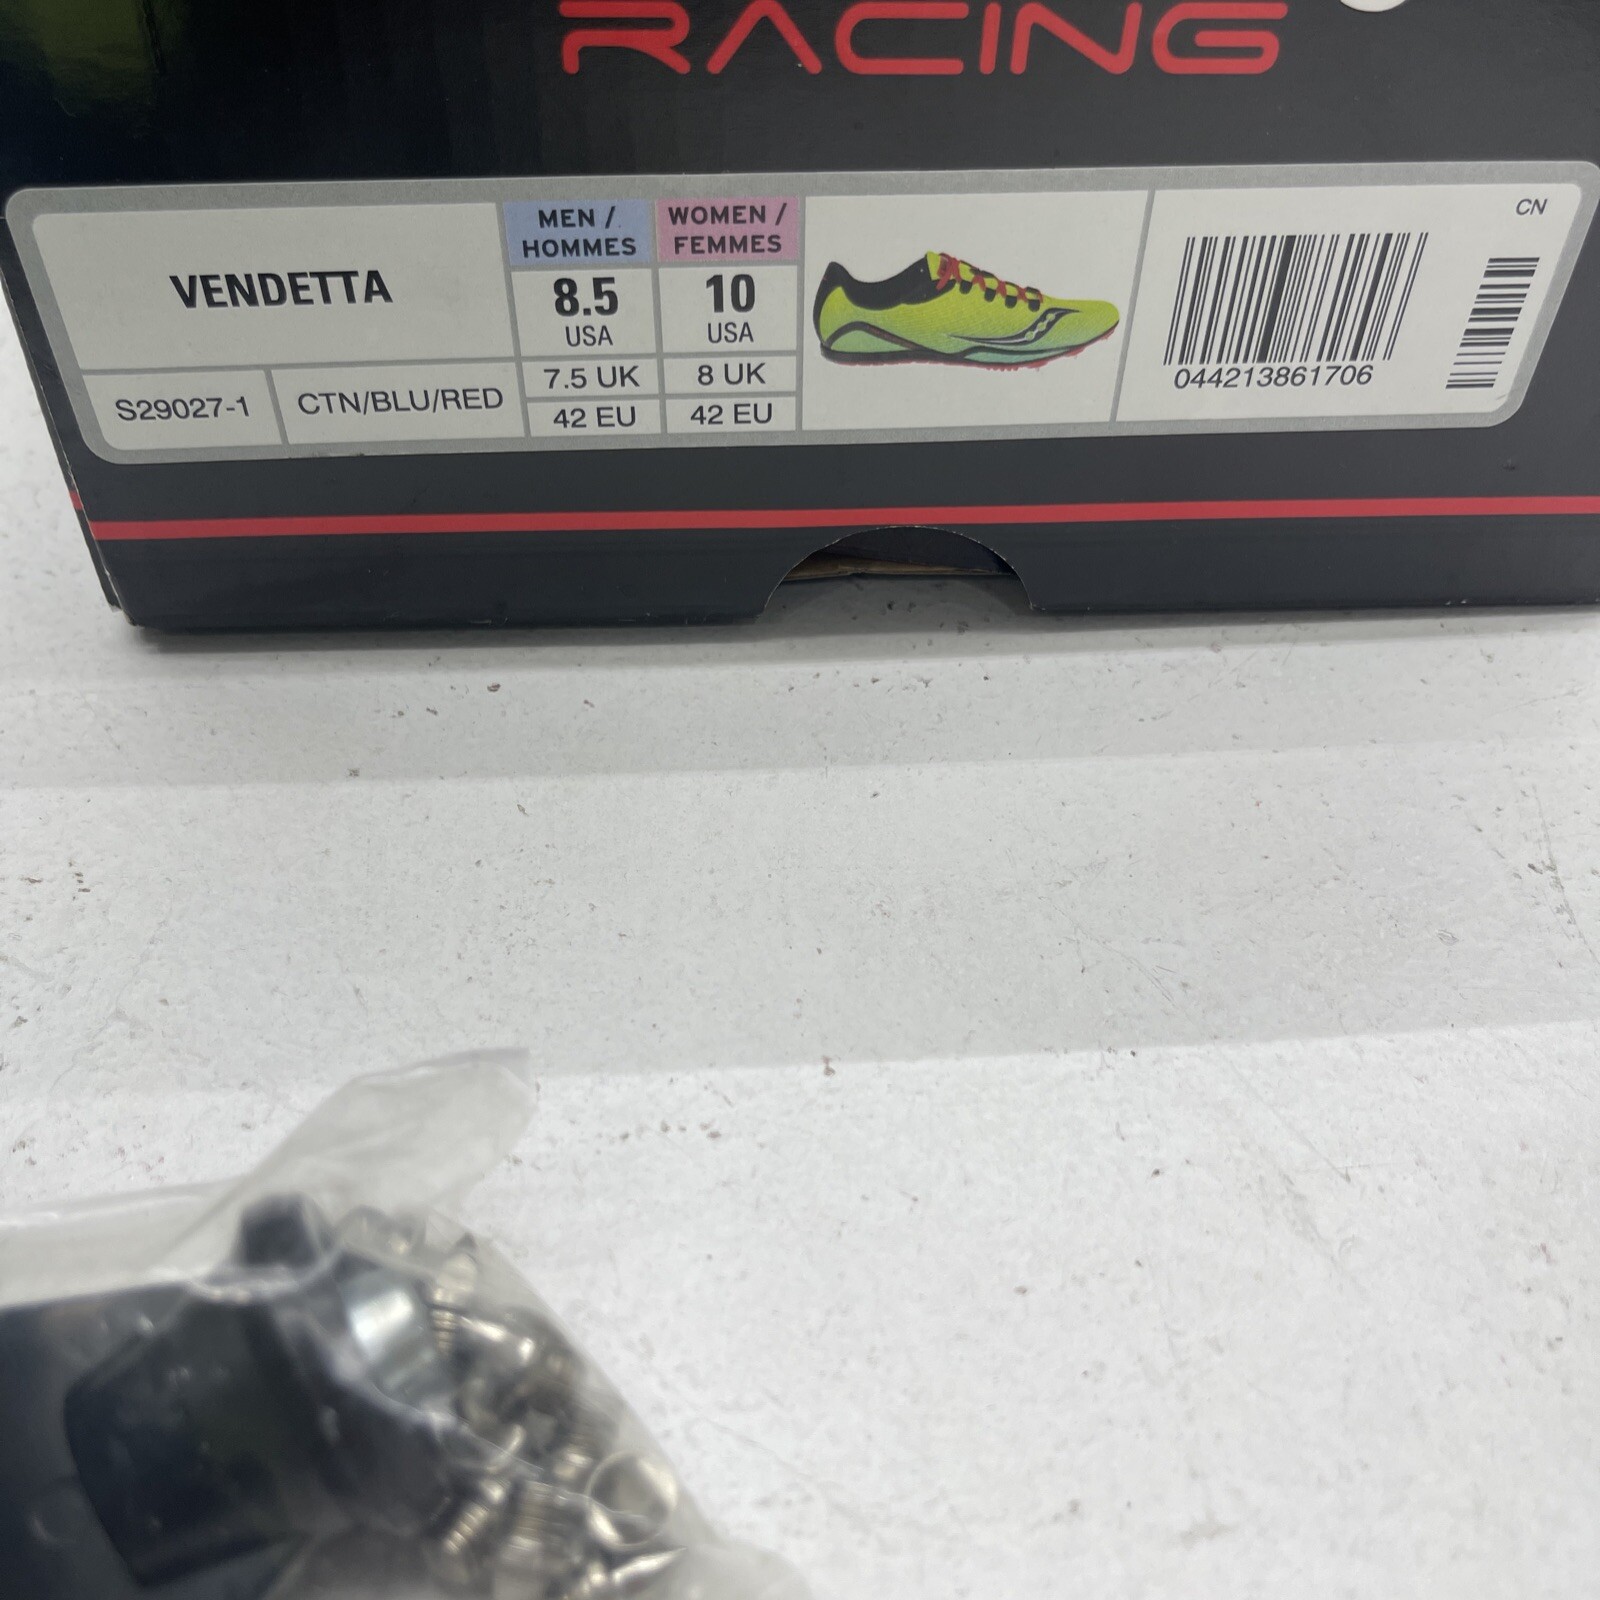 RACING
VENDETTA
S29027-1
CTN/BLU/RED
MEN /
HOMMES
8.5
USA
7.5 UK
42 EU
WOMEN /
FEMMES
10
USA
8 UK
42 EU
044213861706
CN